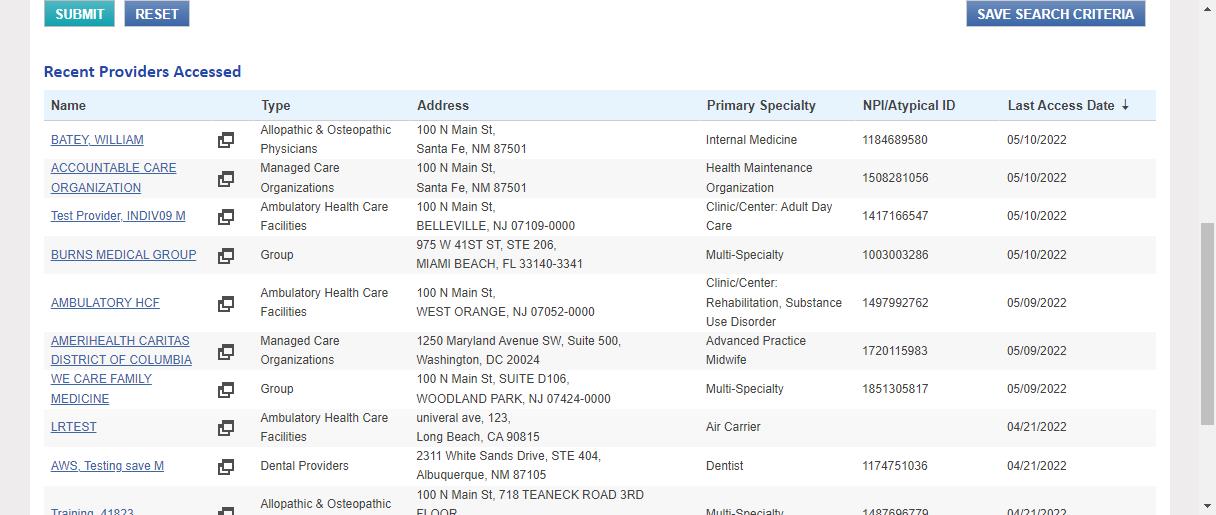 SUBMIT RESET SAVE SEARCH CRITERIA
Recent Providers Accessed
Name Type Address Primary Specialty NPI/Atypical ID Last Access Date ↓
BATEY, WILLIAM Allopathic & Osteopathic Physicians 100 N Main St, Santa Fe, NM 87501 Internal Medicine 1184689580 05/10/2022
ACCOUNTABLE CARE ORGANIZATION Managed Care Organizations 100 N Main St, Santa Fe, NM 87501 Health Maintenance Organization 1508281056 05/10/2022
Test Provider, INDIV09 M Ambulatory Health Care Facilities 100 N Main St, BELLEVILLE, NJ 07109-0000 Clinic/Center: Adult Day Care 1417166547 05/10/2022
BURNS MEDICAL GROUP Group 975 W 41ST ST, STE 206, MIAMI BEACH, FL 33140-3341 Multi-Specialty 1003003286 05/10/2022
AMBULATORY HCF Ambulatory Health Care Facilities 100 N Main St, WEST ORANGE, NJ 07052-0000 Clinic/Center: Rehabilitation, Substance Use Disorder 1497992762 05/09/2022
AMERIHEALTH CARITAS DISTRICT OF COLUMBIA Managed Care Organizations 1250 Maryland Avenue SW, Suite 500, Washington, DC 20024 Advanced Practice Midwife 1720115983 05/09/2022
WE CARE FAMILY MEDICINE Group 100 N Main St, SUITE D106, WOODLAND PARK, NJ 07424-0000 Multi-Specialty 1851305817 05/09/2022
LRTEST Ambulatory Health Care Facilities univeral ave, 123, Long Beach, CA 90815 Air Carrier 04/21/2022
AWS, Testing save M Dental Providers 2311 White Sands Drive, STE 404, Albuquerque, NM 87105 Dentist 1174751036 04/21/2022
Training, 41823 Allopathic & Osteopathic 100 N Main St, 718 TEANECK ROAD 3RD FLOOR Multi-Specialty 1487696779 04/21/2022